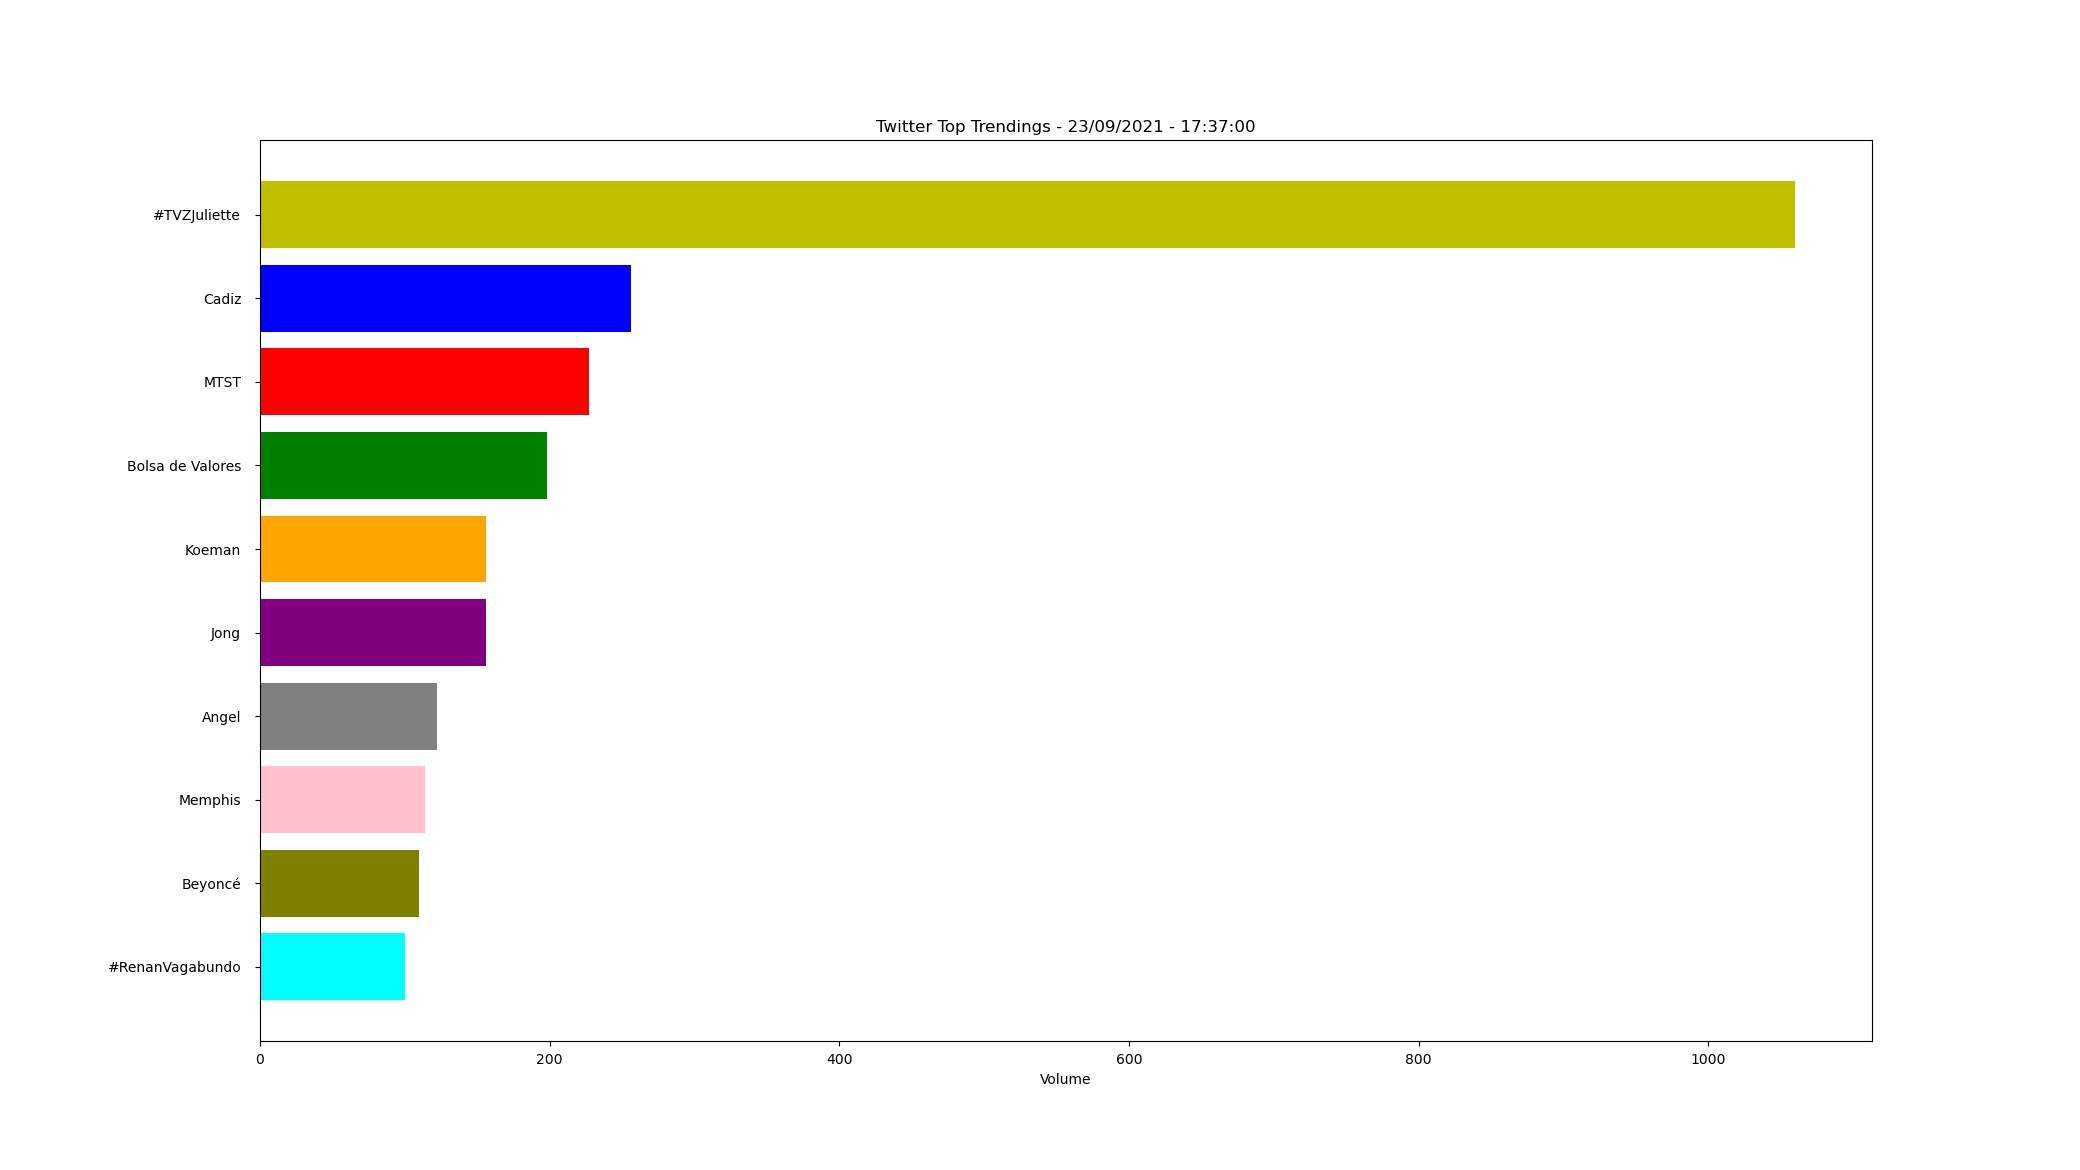 Twitter Top Trendings - 23/09/2021 - 17:37:00
#TVZJuliette
Cadiz
MTST
Bolsa de Valores
Koeman
Jong
Angel
Memphis
Beyoncé
#RenanVagabundo
0 200 400 600 800 1000
Volume